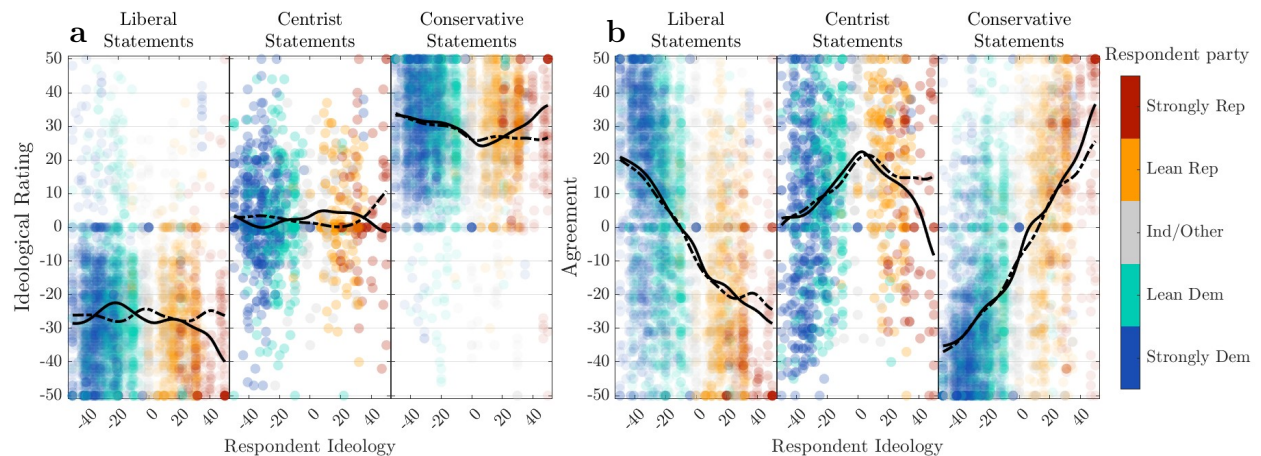 a
Liberal Statements
Centrist Statements
Conservative Statements
Ideological Rating
50
40
30
20
10
0
-10
-20
-30
-40
-50
-40 -20 0 20 40
-40 -20 0 20 40
-40 -20 0 20 40
Respondent Ideology
b
Liberal Statements
Centrist Statements
Conservative Statements
Agreement
50
40
30
20
10
0
-10
-20
-30
-40
-50
-40 -20 0 20 40
-40 -20 0 20 40
-40 -20 0 20 40
Respondent Ideology
Respondent party
Strongly Rep
Lean Rep
Ind/Other
Lean Dem
Strongly Dem